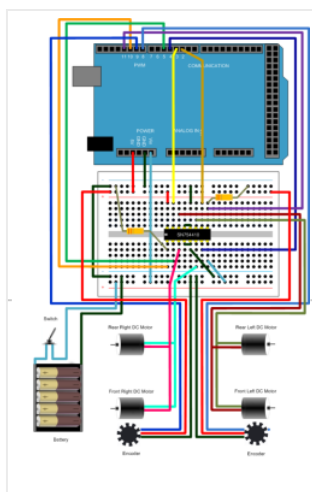 PWM
COMMUNICATION
POWER
ANALOG IN
SN754410
Switch
Rear Right DC Motor
Rear Left DC Motor
Front Right DC Motor
Front Left DC Motor
Battery
Encoder
Encoder